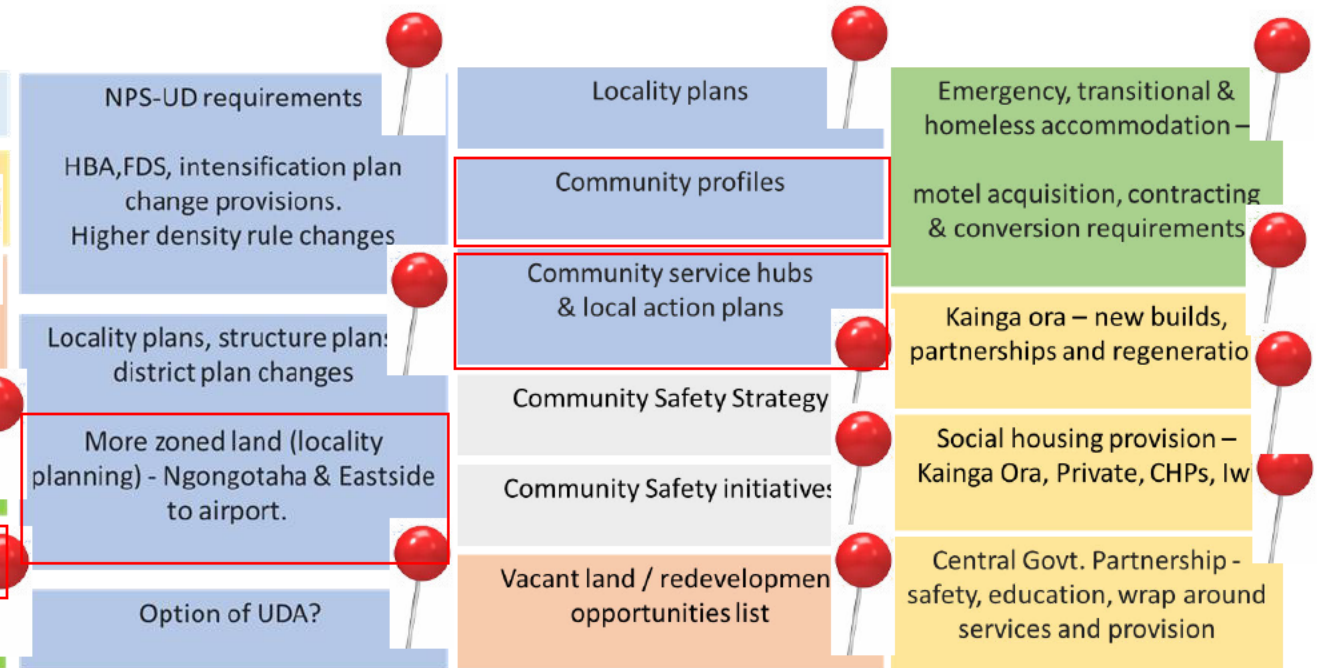 NPS-UD requirements
HBA,FDS, intensification plan
change provisions.
Higher density rule changes
Locality plans, structure plans
district plan changes
More zoned land (locality
planning) - Ngongotaha & Eastside
to airport.
Option of UDA?
Locality plans
Community profiles
Community service hubs
& local action plans
Community Safety Strategy
Community Safety initiatives
Vacant land / redevelopmen
opportunities list
Emergency, transitional &
homeless accommodation –
motel acquisition, contracting
& conversion requirements
Kainga ora – new builds,
partnerships and regeneratio
Social housing provision –
Kainga Ora, Private, CHPs, Iw
Central Govt. Partnership -
safety, education, wrap around
services and provision